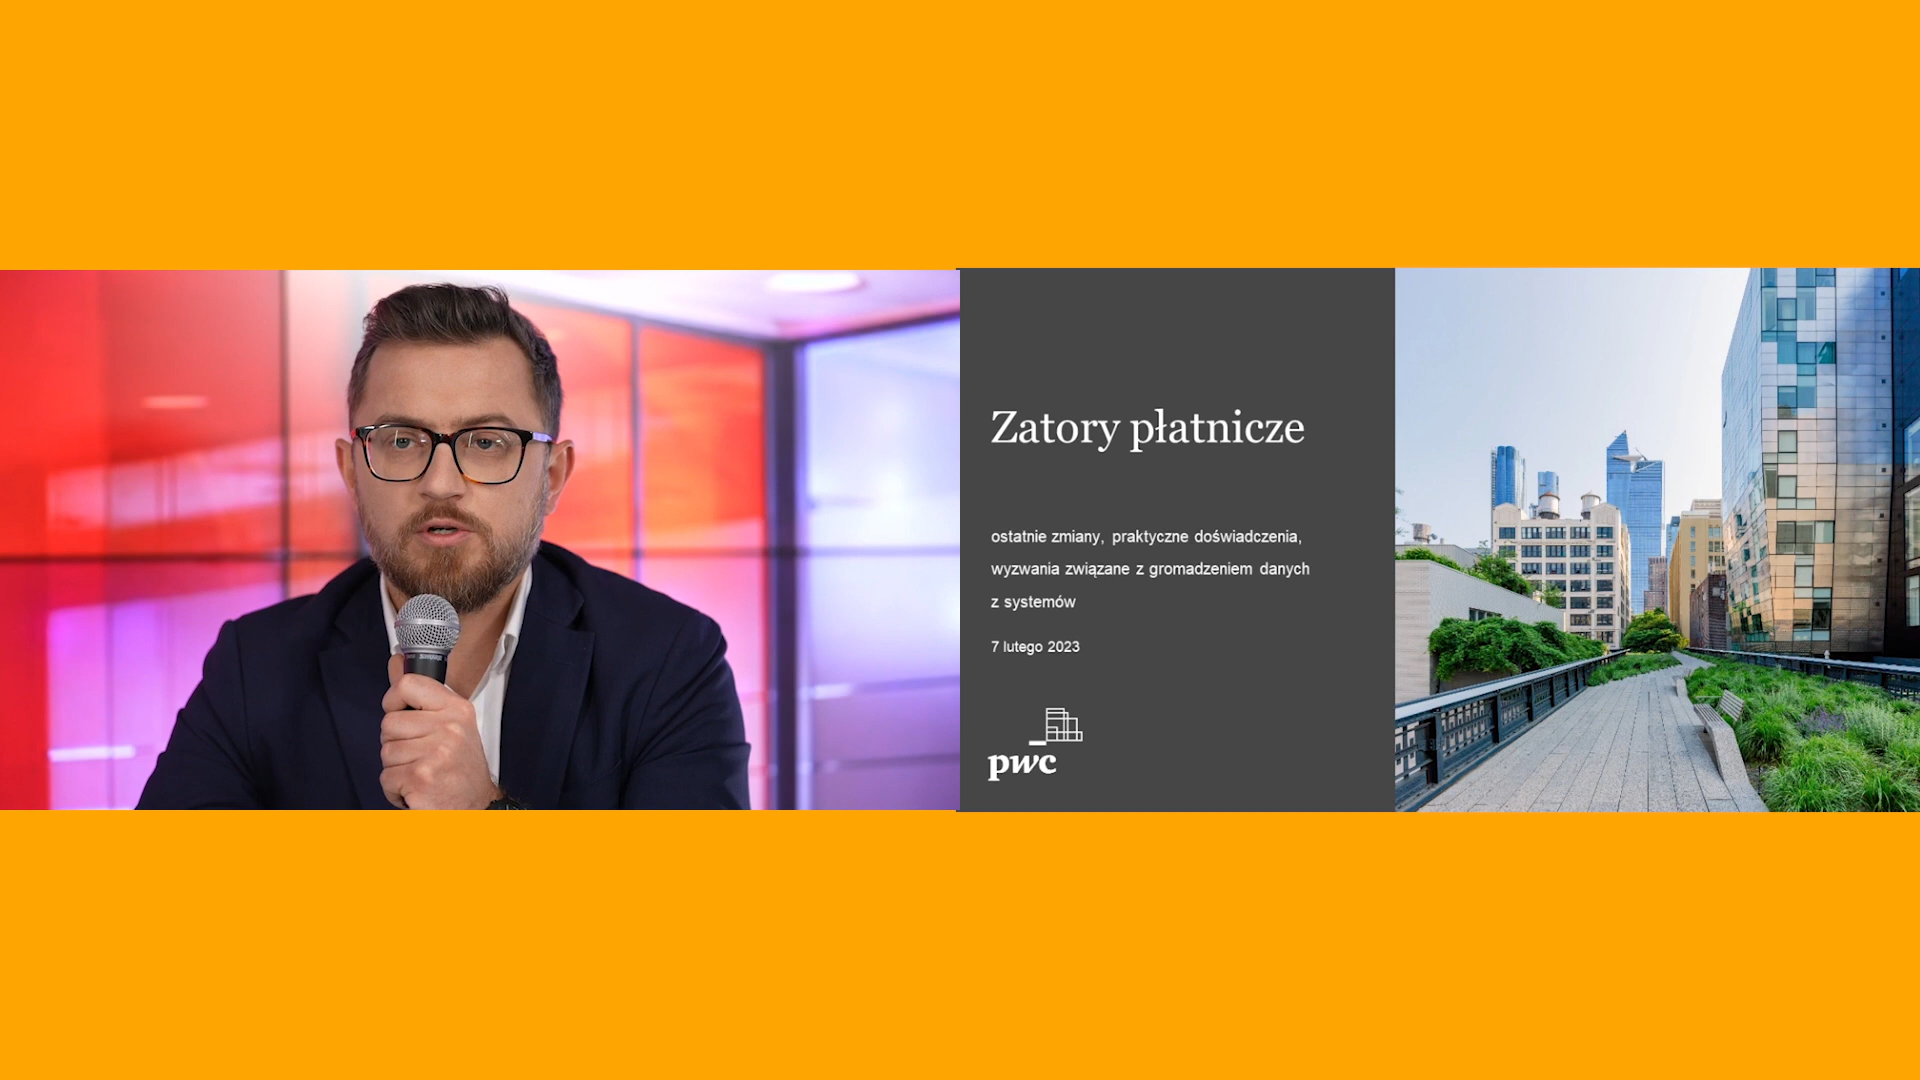 Zatory płatnicze
ostatnie zmiany, praktyczne doświadczenia,
wyzwania związane z gromadzeniem danych
z systemów
7 lutego 2023
pwc